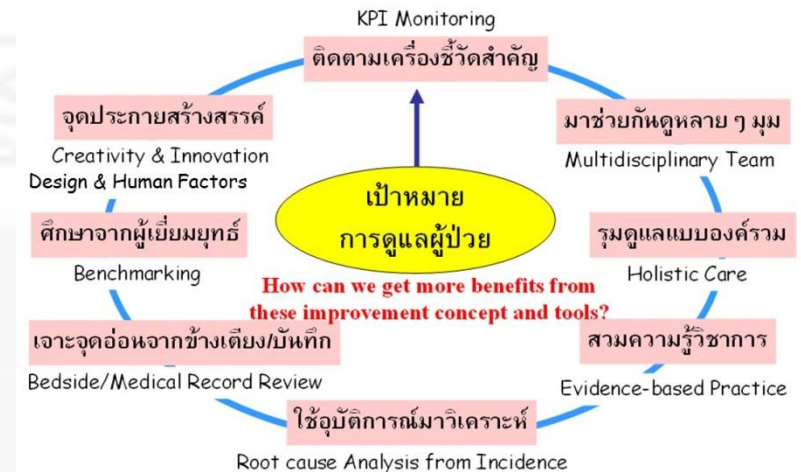 KPI Monitoring
ติดตามเครื่องชี้วัดสำคัญ
จุดประกายสร้างสรรค์
Creativity & Innovation
Design & Human Factors
มาช่วยกันดูหลาย ๆ มุม
Multidisciplinary Team
เป้าหมาย
การดูแลผู้ป่วย
ศึกษาจากผู้เยี่ยมยุทธ์
Benchmarking
รุมดูแลแบบองค์รวม
Holistic Care
How can we get more benefits from
these improvement concept and tools?
เจาะจุดอ่อนจากข้างเตียง/บันทึก
Bedside/Medical Record Review
สวมความรู้วิชาการ
Evidence-based Practice
ใช้อุบัติการณ์มาวิเคราะห์
Root cause Analysis from Incidence